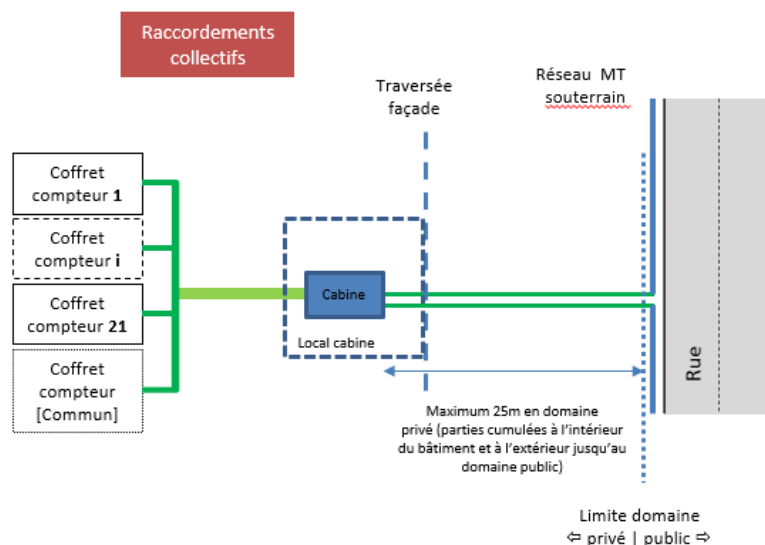 Raccordements
collectifs
Traversée
façade
Réseau MT
souterrain
Coffret
compteur 1
Coffret
compteur i
Coffret
compteur 21
Coffret
compteur
[Commun]
Cabine
Local cabine
Rue
Maximum 25m en domaine
privé (parties cumulées à l'intérieur
du bâtiment et à l'extérieur jusqu'au
domaine public)
Limite domaine
⇦ privé | public ⇨